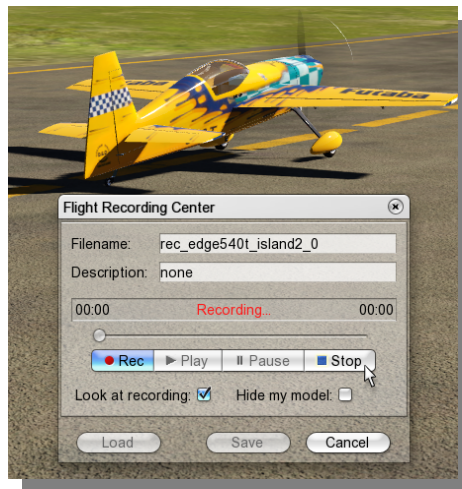 Futaba
Flight Recording Center
Filename: rec_edge540t_island2_0
Description: none
00:00 Recording... 00:00
Rec Play Pause Stop
Look at recording: Hide my model:
Load Save Cancel